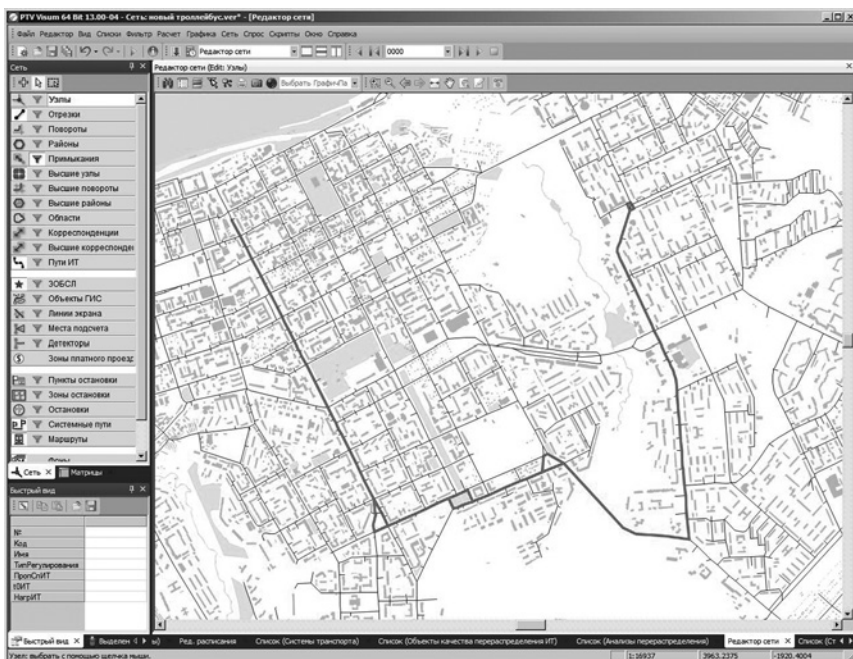 PTV Visum 64 Bit 13.00-04 - Сеть: новый троллейбус.ver* - [Редактор сети]
Файл Редактор Вид Списки Фильтр Расчет Графика Сеть Спрос Скрипты Окно Справка
Редактор сети 0000
Сеть
Редактор сети (Edit: Узлы)
Выбрать ГрафичПа
Узлы
Отрезки
Повороты
Районы
Примыкания
Высшие узлы
Высшие повороты
Высшие районы
Области
Корреспонденции
Высшие корреспонден
Пути ИТ
ЗОБСЛ
Объекты ГИС
Линии экрана
Места подсчета
Детекторы
Зоны платного проезд
Пункты остановки
Зоны остановки
Остановки
Системные пути
Маршруты
Фоны
Сеть Матрицы
Быстрый вид
№
Код
Имя
ТипРегулирования
ПропСпИТ
t0ИТ
НагрИТ
Быстрый вид Выделен ы) Ред. расписания Список (Системы транспорта) Список (Объекты качества перераспределения ИТ) Список (Анализы перераспределения) Редактор сети Список (Ст
Узел: выбрать с помощью щелчка мыши. 1:16937 3963.2375 -1920.4004